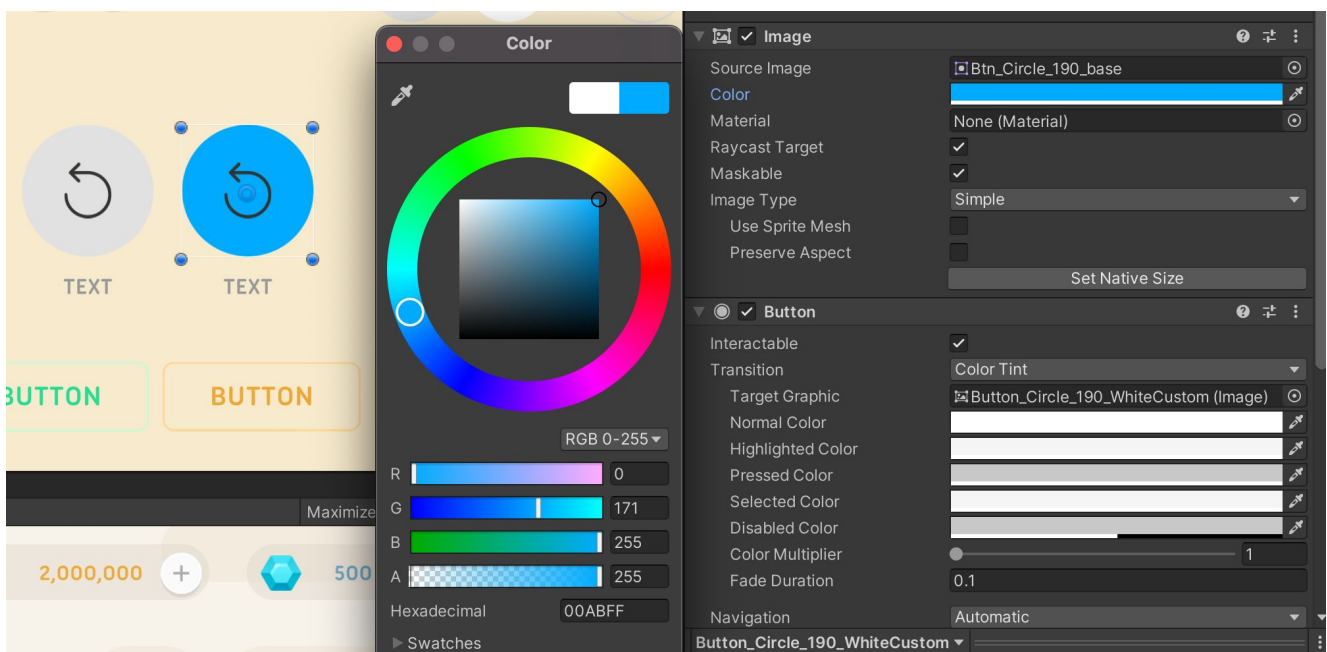 TEXT
TEXT
BUTTON
BUTTON
Maximize
2,000,000
+
500
Color
RGB 0-255
R 0
G 171
B 255
A 255
Hexadecimal 00ABFF
Swatches
Image
Source Image Btn_Circle_190_base
Color
Material None (Material)
Raycast Target
Maskable
Image Type Simple
Use Sprite Mesh
Preserve Aspect
Set Native Size
Button
Interactable
Transition Color Tint
Target Graphic Button_Circle_190_WhiteCustom (Image)
Normal Color
Highlighted Color
Pressed Color
Selected Color
Disabled Color
Color Multiplier 1
Fade Duration 0.1
Navigation Automatic
Button_Circle_190_WhiteCustom